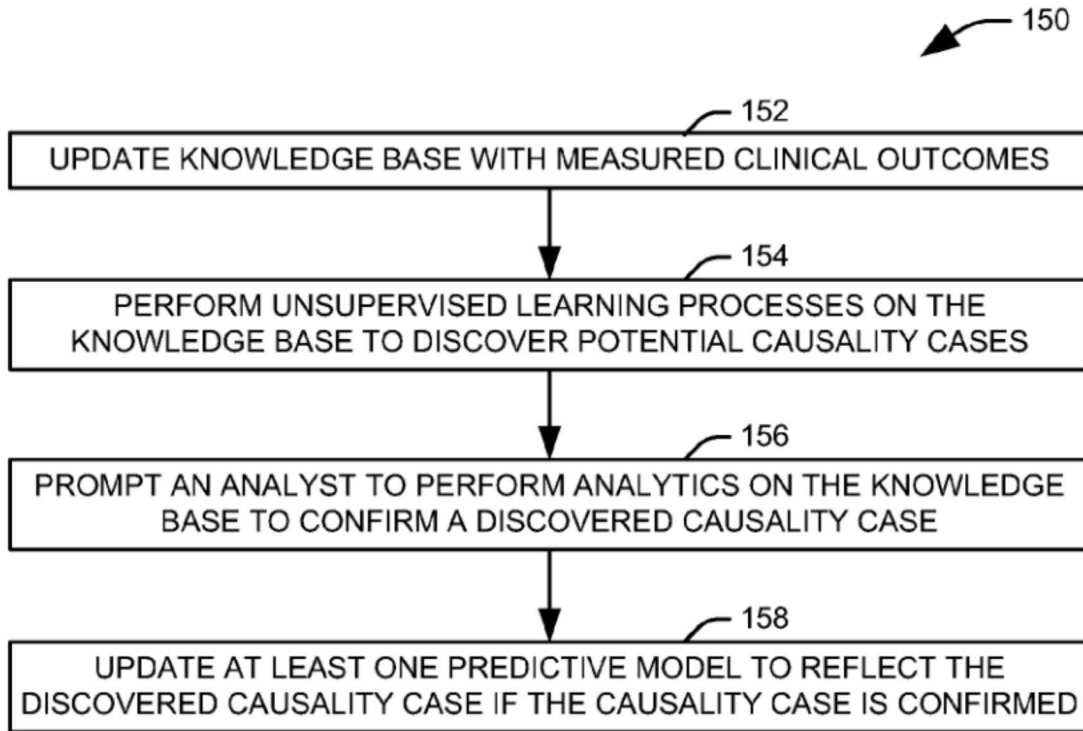 150
152
UPDATE KNOWLEDGE BASE WITH MEASURED CLINICAL OUTCOMES
154
PERFORM UNSUPERVISED LEARNING PROCESSES ON THE
KNOWLEDGE BASE TO DISCOVER POTENTIAL CAUSALITY CASES
156
PROMPT AN ANALYST TO PERFORM ANALYTICS ON THE KNOWLEDGE
BASE TO CONFIRM A DISCOVERED CAUSALITY CASE
158
UPDATE AT LEAST ONE PREDICTIVE MODEL TO REFLECT THE
DISCOVERED CAUSALITY CASE IF THE CAUSALITY CASE IS CONFIRMED